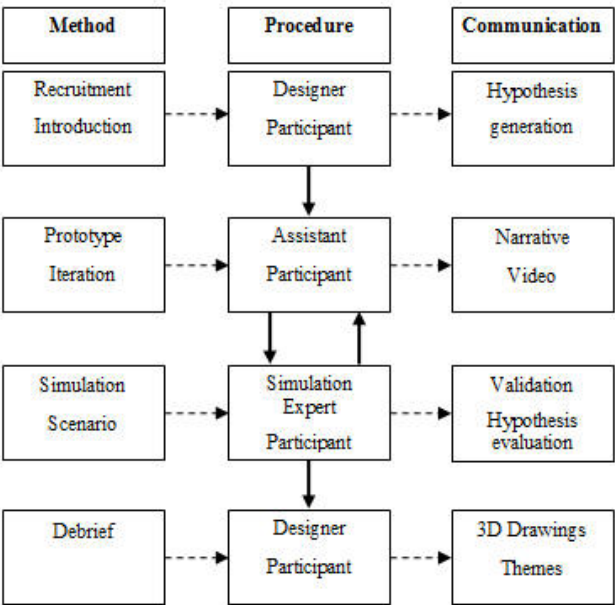 Method
Procedure
Communication
Recruitment
Introduction
Designer
Participant
Hypothesis
generation
Prototype
Iteration
Assistant
Participant
Narrative
Video
Simulation
Scenario
Simulation
Expert
Participant
Validation
Hypothesis
evaluation
Debrief
Designer
Participant
3D Drawings
Themes